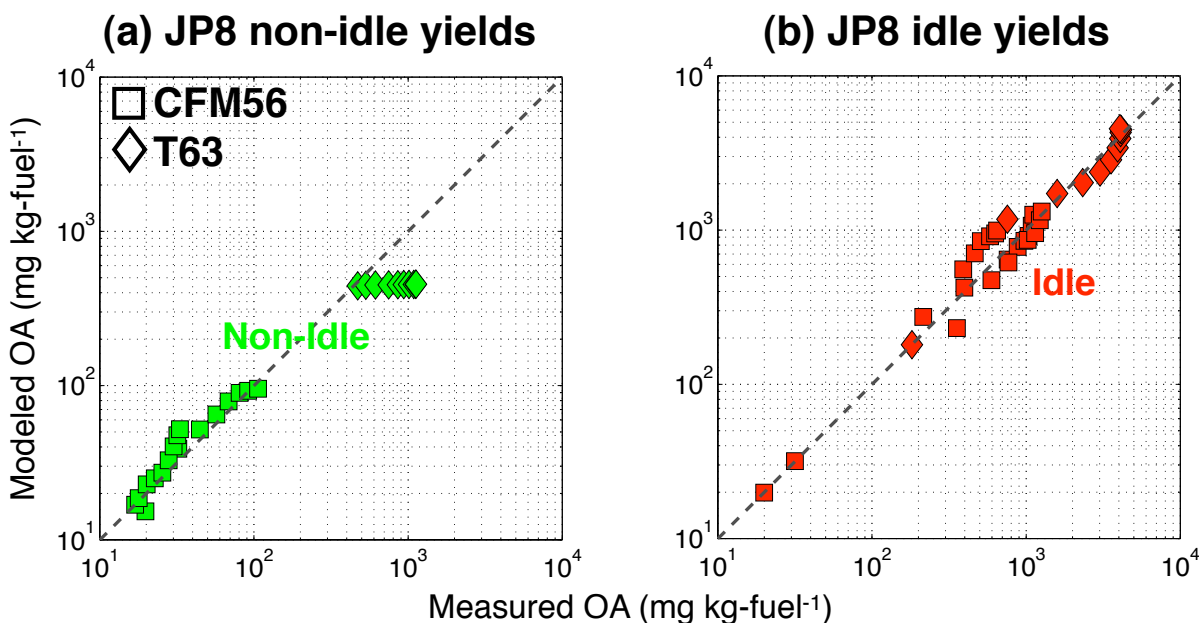 (a) JP8 non-idle yields
(b) JP8 idle yields
10⁴
CFM56
T63
10³
Non-Idle
10²
10¹
10¹ 10² 10³ 10⁴
Modeled OA (mg kg-fuel⁻¹)
10⁴
10³
Idle
10²
10¹
10¹ 10² 10³ 10⁴
Measured OA (mg kg-fuel⁻¹)